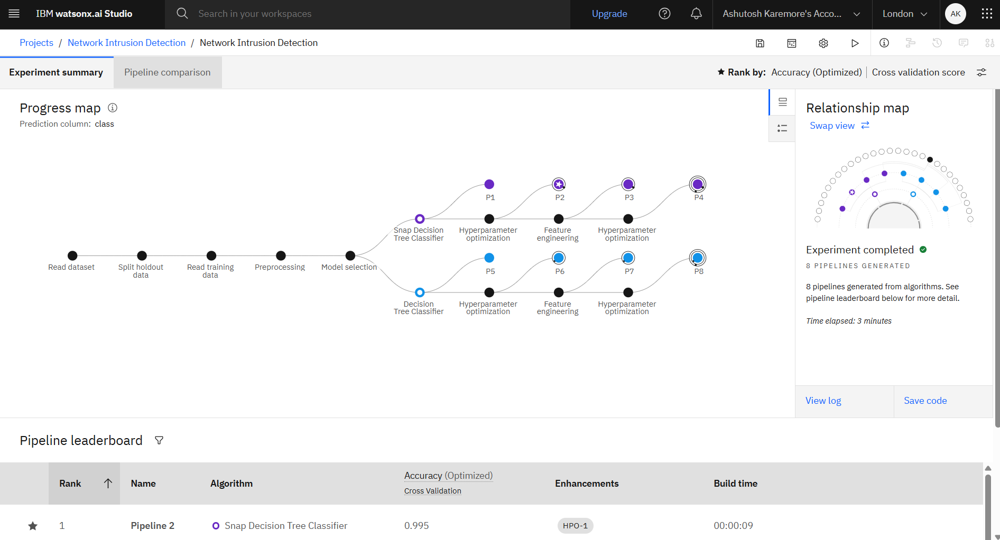 IBM watsonx.ai Studio
Search in your workspaces
Upgrade
Ashutosh Karemore's Acco...
London
AK
Projects / Network Intrusion Detection / Network Intrusion Detection
Experiment summary
Pipeline comparison
Rank by: Accuracy (Optimized) | Cross validation score
Progress map
Prediction column: class
Read dataset
Split holdout
data
Read training
data
Preprocessing
Model selection
P1
P2
P3
P4
Snap Decision
Tree Classifier
Hyperparameter
optimization
Feature
engineering
Hyperparameter
optimization
P5
P6
P7
P8
Decision
Tree Classifier
Hyperparameter
optimization
Feature
engineering
Hyperparameter
optimization
Relationship map
Swap view
Experiment completed
8 PIPELINES GENERATED
8 pipelines generated from algorithms. See
pipeline leaderboard below for more detail.
Time elapsed: 3 minutes
View log
Save code
Pipeline leaderboard
Rank
Name
Algorithm
Accuracy (Optimized)
Cross Validation
Enhancements
Build time
1
Pipeline 2
Snap Decision Tree Classifier
0.995
HPO-1
00:00:09